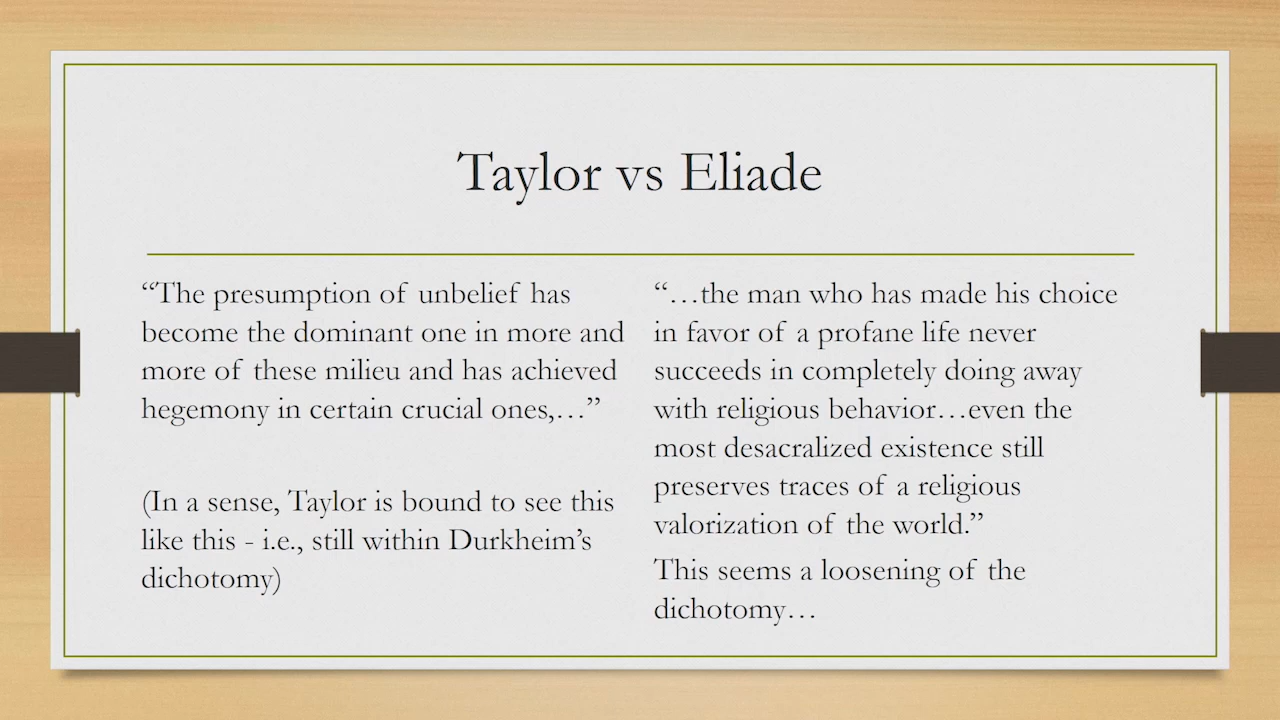 Taylor vs Eliade
“The presumption of unbelief has
become the dominant one in more and
more of these milieu and has achieved
hegemony in certain crucial ones,…”
(In a sense, Taylor is bound to see this
like this - i.e., still within Durkheim’s
dichotomy)
“…the man who has made his choice
in favor of a profane life never
succeeds in completely doing away
with religious behavior…even the
most desacralized existence still
preserves traces of a religious
valorization of the world.”
This seems a loosening of the
dichotomy…